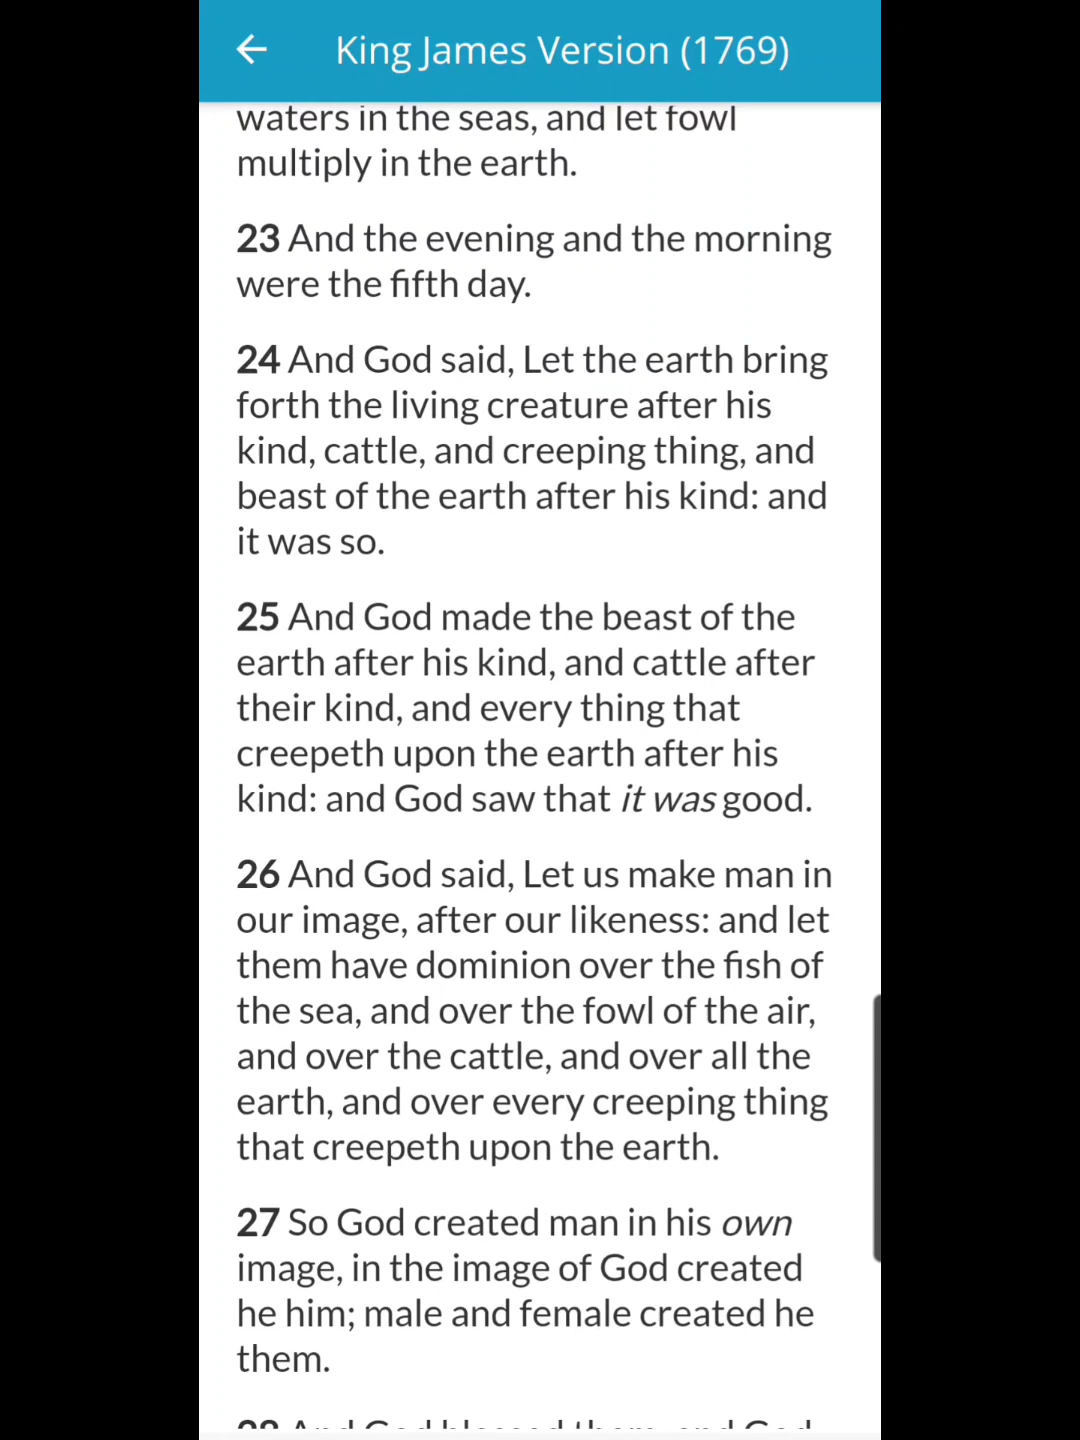 King James Version (1769)
waters in the seas, and let fowl
multiply in the earth.
23 And the evening and the morning
were the fifth day.
24 And God said, Let the earth bring
forth the living creature after his
kind, cattle, and creeping thing, and
beast of the earth after his kind: and
it was so.
25 And God made the beast of the
earth after his kind, and cattle after
their kind, and every thing that
creepeth upon the earth after his
kind: and God saw that it was good.
26 And God said, Let us make man in
our image, after our likeness: and let
them have dominion over the fish of
the sea, and over the fowl of the air,
and over the cattle, and over all the
earth, and over every creeping thing
that creepeth upon the earth.
27 So God created man in his own
image, in the image of God created
he him; male and female created he
them.
28 And God blessed them, and God